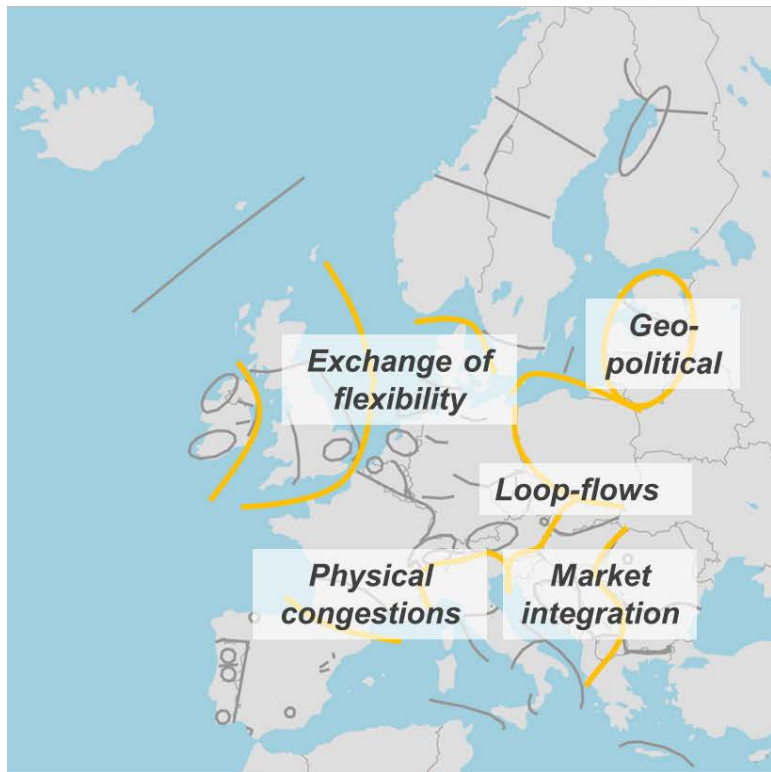 Geo-
political
Exchange of
flexibility
Loop-flows
Physical
congestions
Market
integration